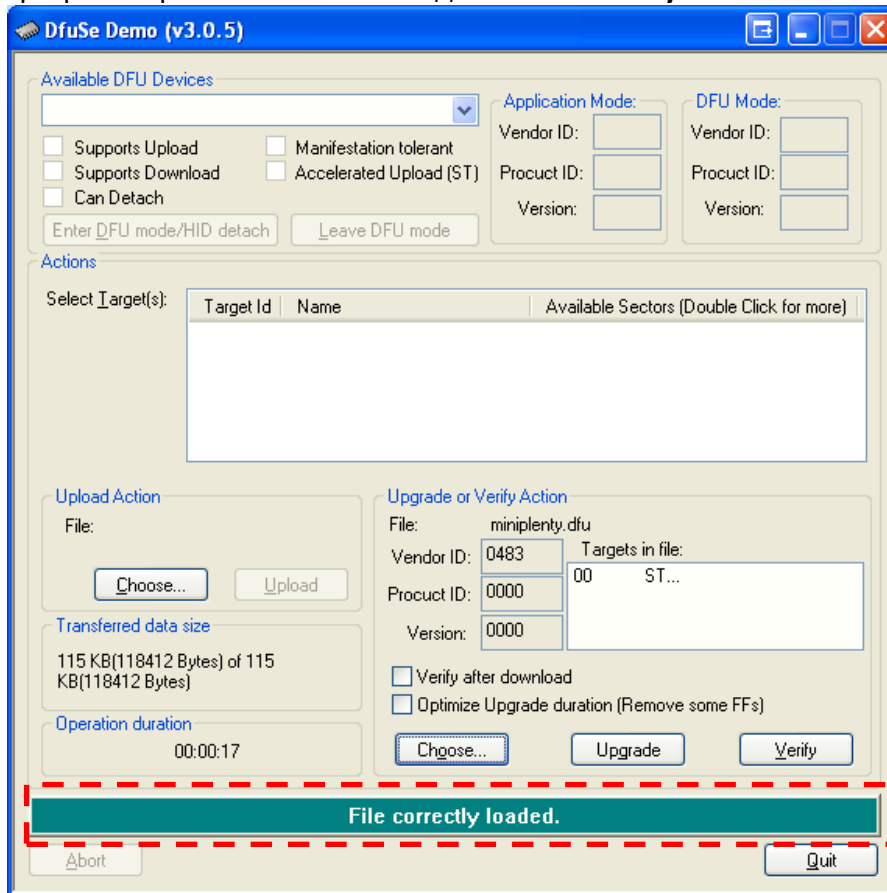 DfuSe Demo (v3.0.5)
Available DFU Devices
Supports Upload
Manifestation tolerant
Supports Download
Accelerated Upload (ST)
Can Detach
Enter DFU mode/HID detach
Leave DFU mode
Application Mode:
Vendor ID:
Procuct ID:
Version:
DFU Mode:
Vendor ID:
Procuct ID:
Version:
Actions
Select Target(s):
Target Id Name Available Sectors (Double Click for more)
Upload Action
File:
Choose... Upload
Transferred data size
115 KB(118412 Bytes) of 115
KB(118412 Bytes)
Operation duration
00:00:17
Upgrade or Verify Action
File: miniplenty.dfu
Vendor ID: 0483
Procuct ID: 0000
Version: 0000
Targets in file:
00 ST...
Verify after download
Optimize Upgrade duration (Remove some FFs)
Choose... Upgrade Verify
File correctly loaded.
Abort Quit